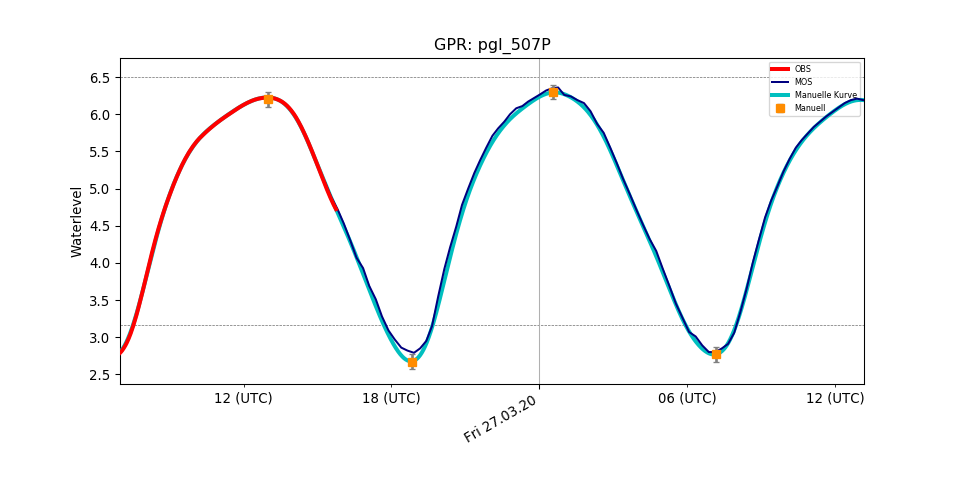 GPR: pgl_507P
OBS
MOS
Manuelle Kurve
Manuell
Waterlevel
6.5
6.0
5.5
5.0
4.5
4.0
3.5
3.0
2.5
12 (UTC)
18 (UTC)
Fri 27.03.20
06 (UTC)
12 (UTC)